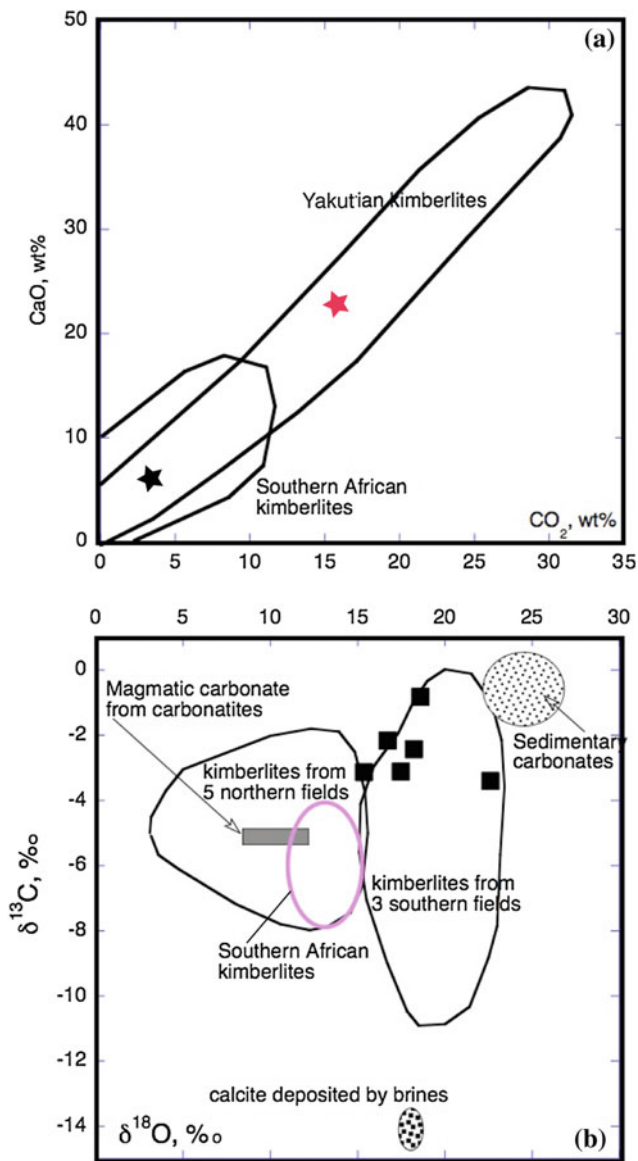 (a)
50
40
30
20
10
0
CaO, wt%
Yakutian kimberlites
Southern African
kimberlites
CO2, wt%
0 5 10 15 20 25 30 35
0 5 10 15 20 25 30
0
-2
-4
-6
-8
-10
-12
-14
δ13C, ‰
Magmatic carbonate
from carbonatites
Sedimentary
carbonates
kimberlites from
5 northern fields
kimberlites from
3 southern fields
Southern African
kimberlites
calcite deposited by brines
δ18O, ‰
(b)